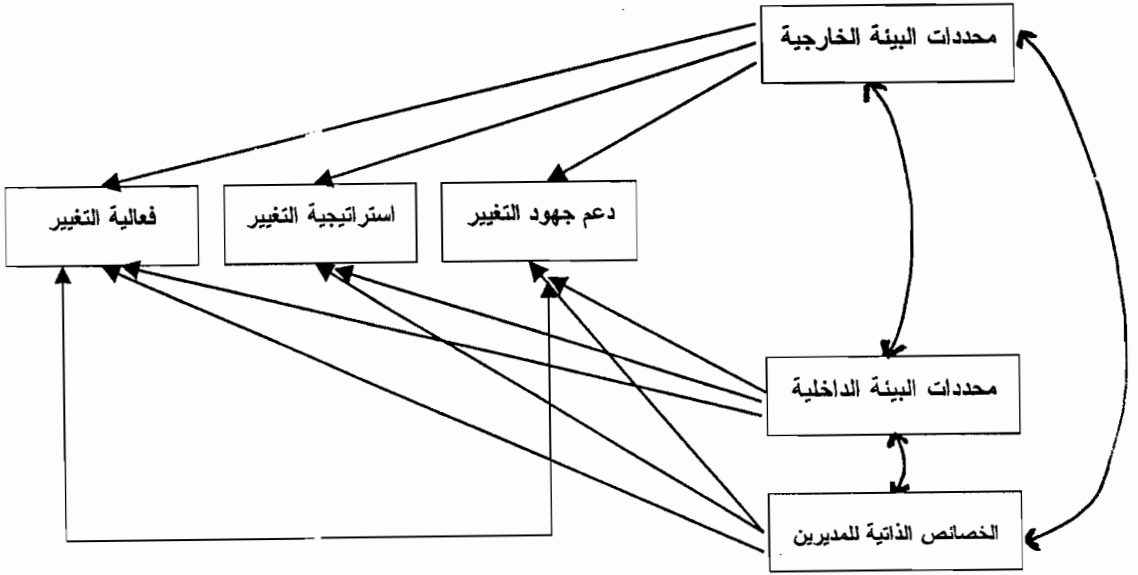 محددات البيئة الخارجية
دعم جهود التغيير
استراتيجية التغيير
فعالية التغيير
محددات البيئة الداخلية
الخصائص الذاتية للمديرين